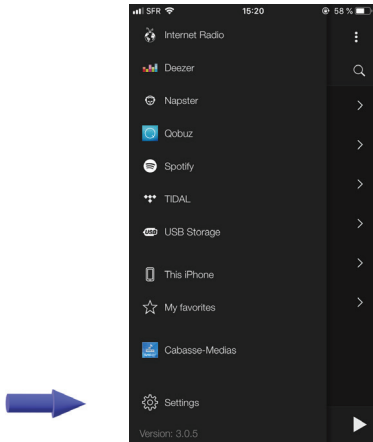 SFR 15:20 58 %
Internet Radio
Deezer
Napster
Qobuz
Spotify
TIDAL
USB USB Storage
This iPhone
My favorites
Cabasse-Medias
Settings
Version: 3.0.5